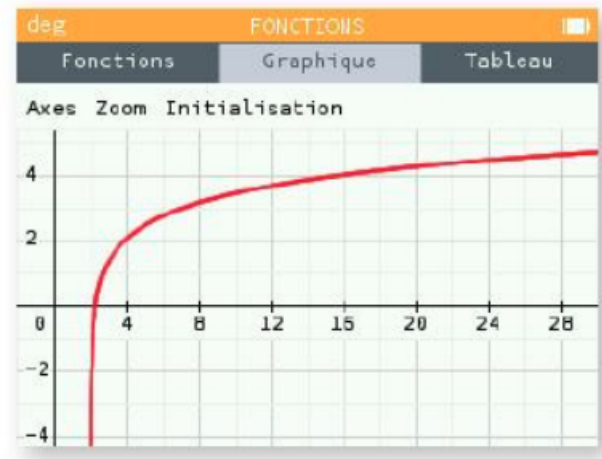 deg FONCTIONS
Fonctions Graphique Tableau
Axes Zoom Initialisation
4
2
0 4 8 12 16 20 24 28
-2
-4